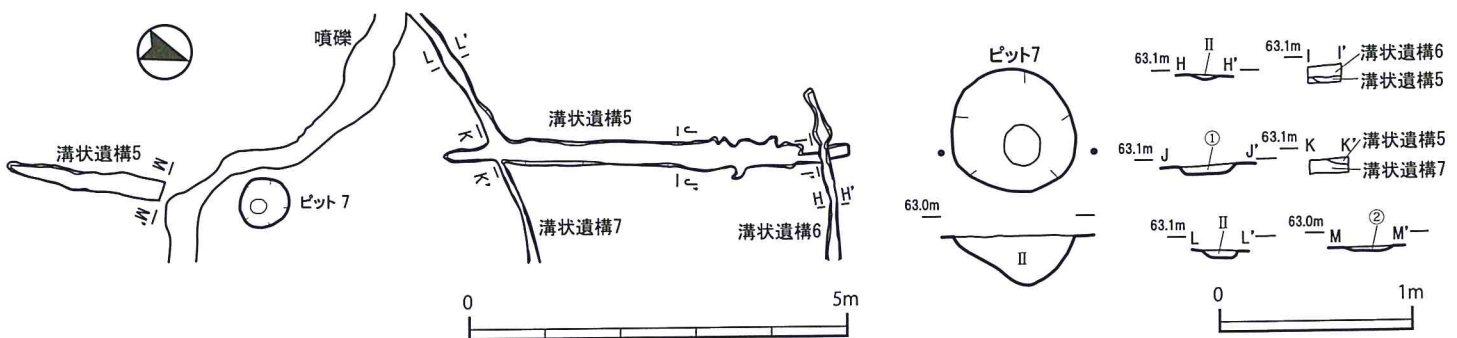 噴礫
溝状遺構5
M
M'
ピット 7
L
L'
K
K'
溝状遺構5
J
J'
I
I'
H
H'
溝状遺構7
溝状遺構6
0
5m
ピット7
63.0m
Ⅱ
63.1m H Ⅱ H'
63.1m I I'
溝状遺構6
溝状遺構5
63.1m J ① J'
63.1m K K'
溝状遺構5
溝状遺構7
63.1m L Ⅱ L'
63.0m M ② M'
0
1m